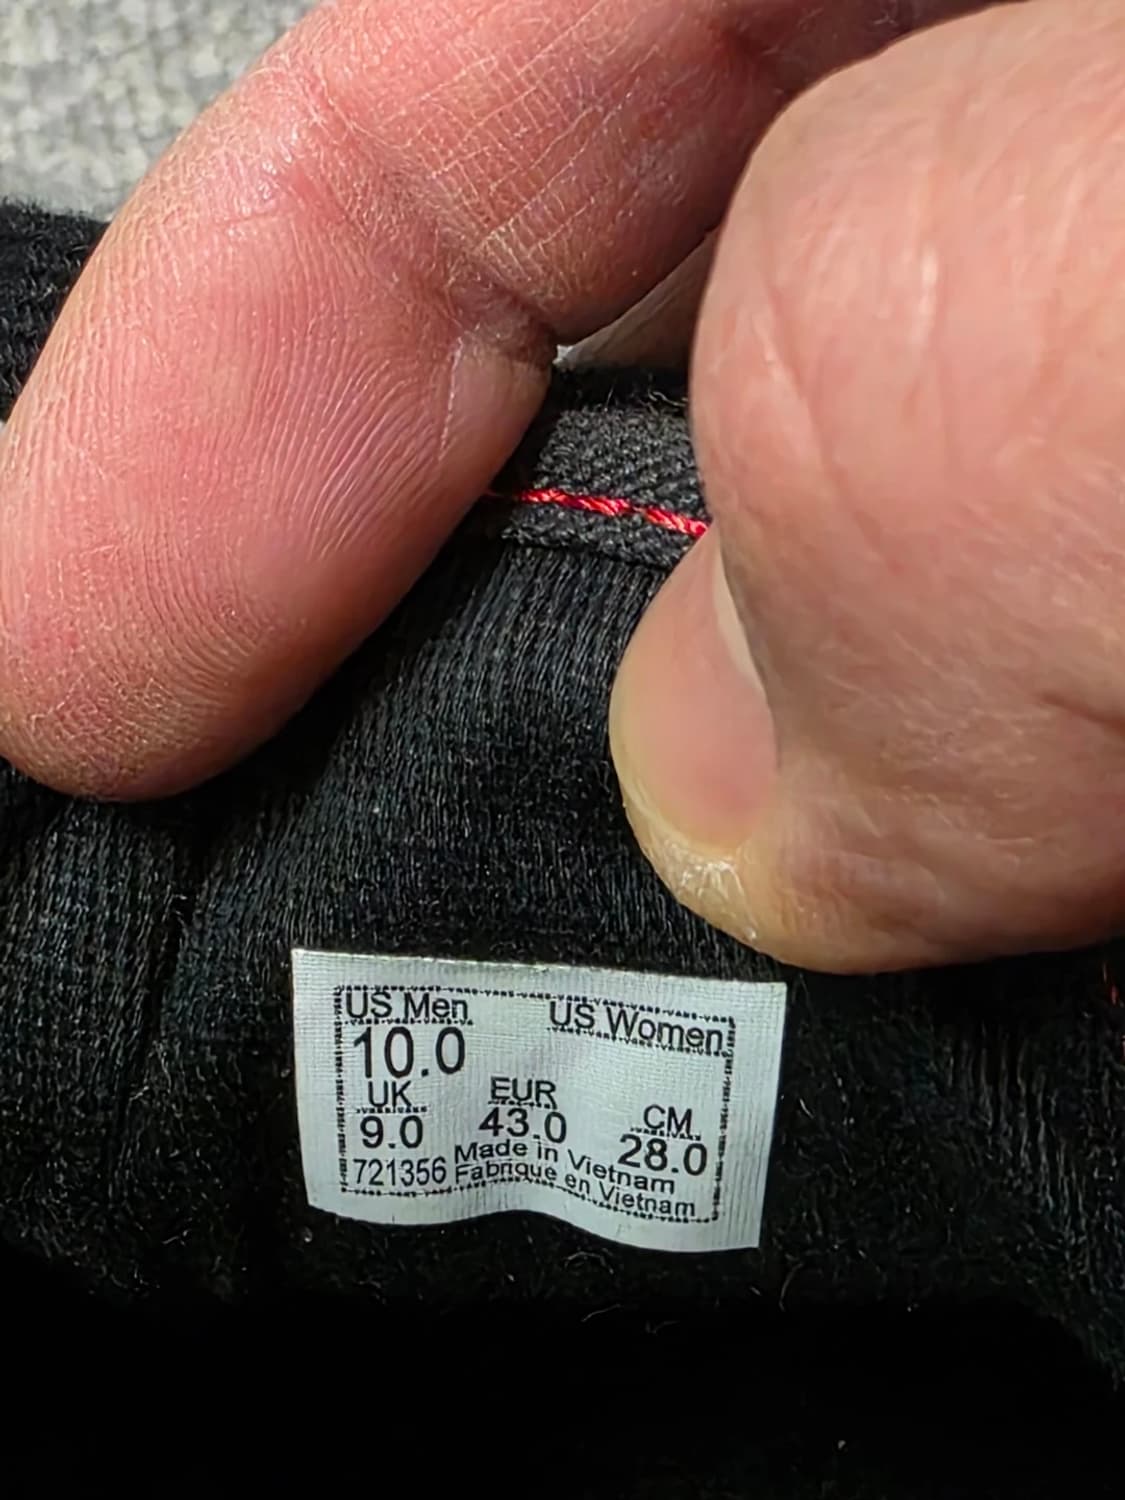 US Men US Women
10.0
UK EUR CM
9.0 43.0 28.0
721356 Made in Vietnam
Fabrique en Vietnam